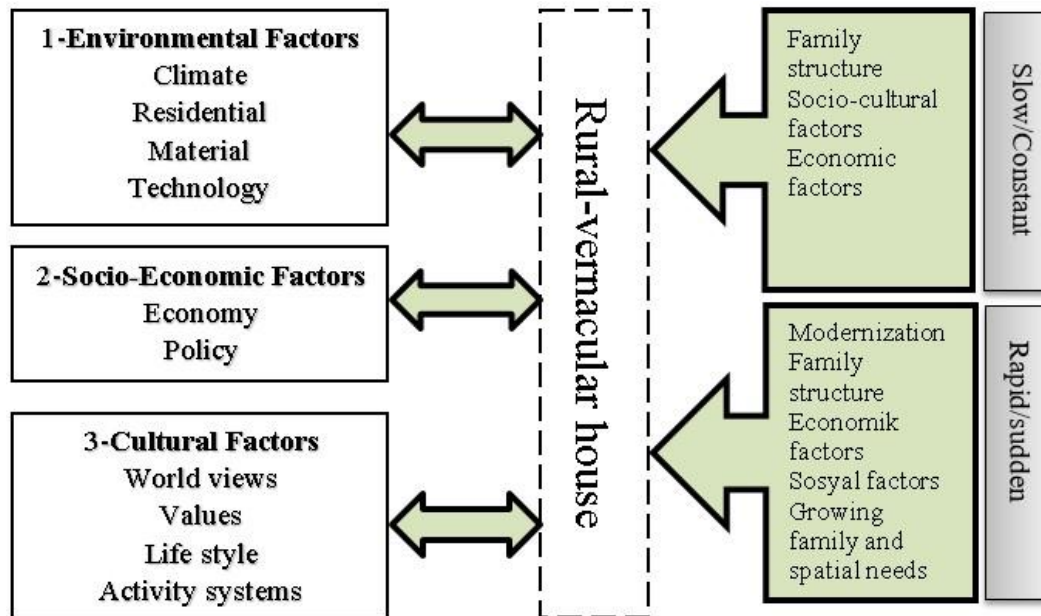 1-Environmental Factors
Climate
Residential
Material
Technology
2-Socio-Economic Factors
Economy
Policy
3-Cultural Factors
World views
Values
Life style
Activity systems
Rural-vernacular house
Family
structure
Socio-cultural
factors
Economic
factors
Slow/Constant
Modernization
Family
structure
Economik
factors
Sosyal factors
Growing
family and
spatial needs
Rapid/sudden